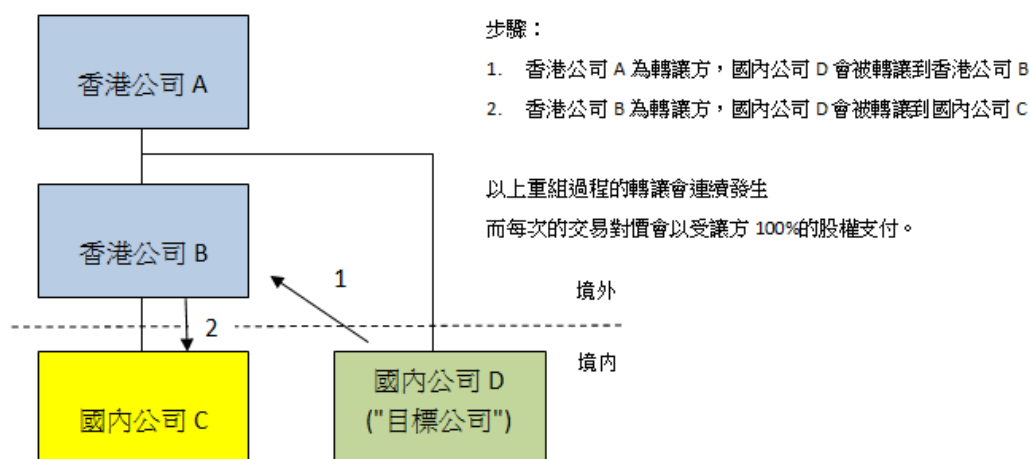 步驟：
香港公司 A
1. 香港公司 A 為轉讓方，國內公司 D 會被轉讓到香港公司 B
2. 香港公司 B 為轉讓方，國內公司 D 會被轉讓到國內公司 C
以上重組過程的轉讓會連續發生
而每次的交易對價會以受讓方 100%的股權支付。
香港公司 B
1
境外
2
境內
國內公司 C
國內公司 D
("目標公司")